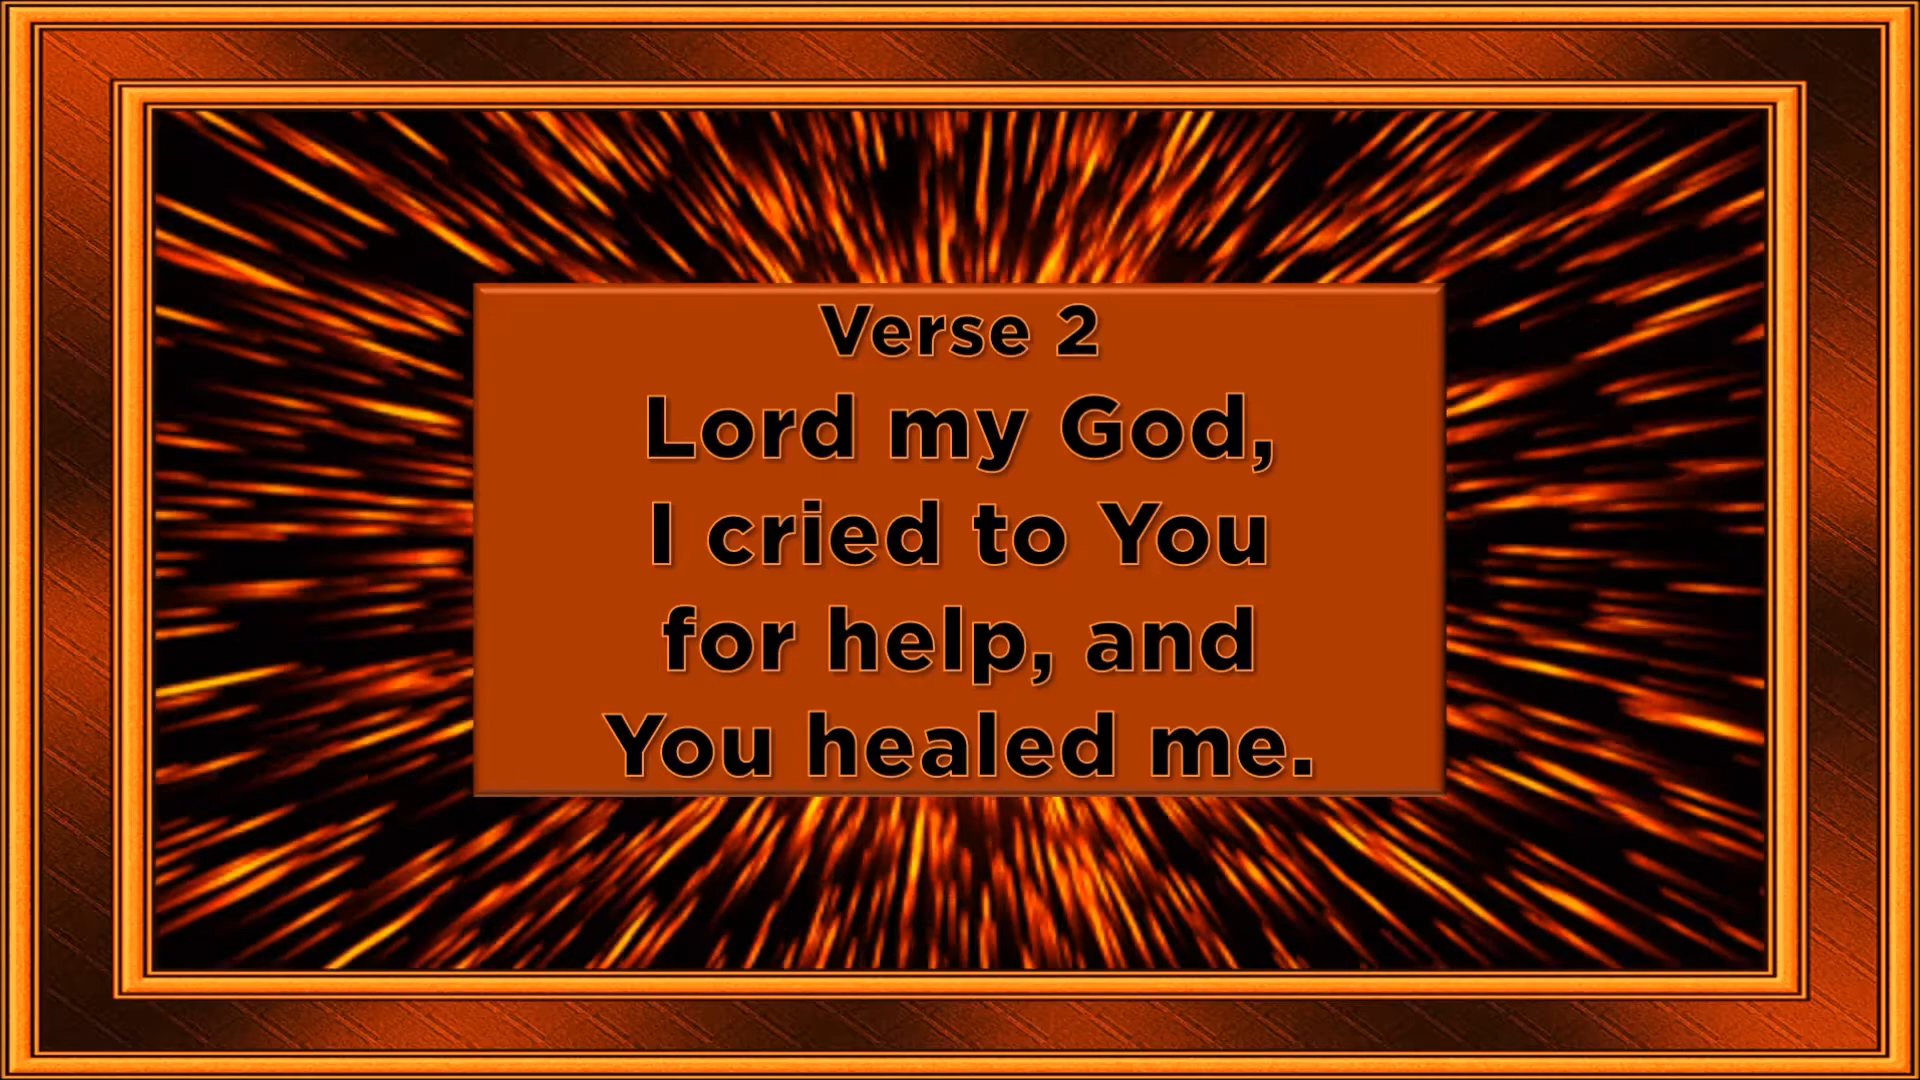 Verse 2
Lord my God,
I cried to You
for help, and
You healed me.